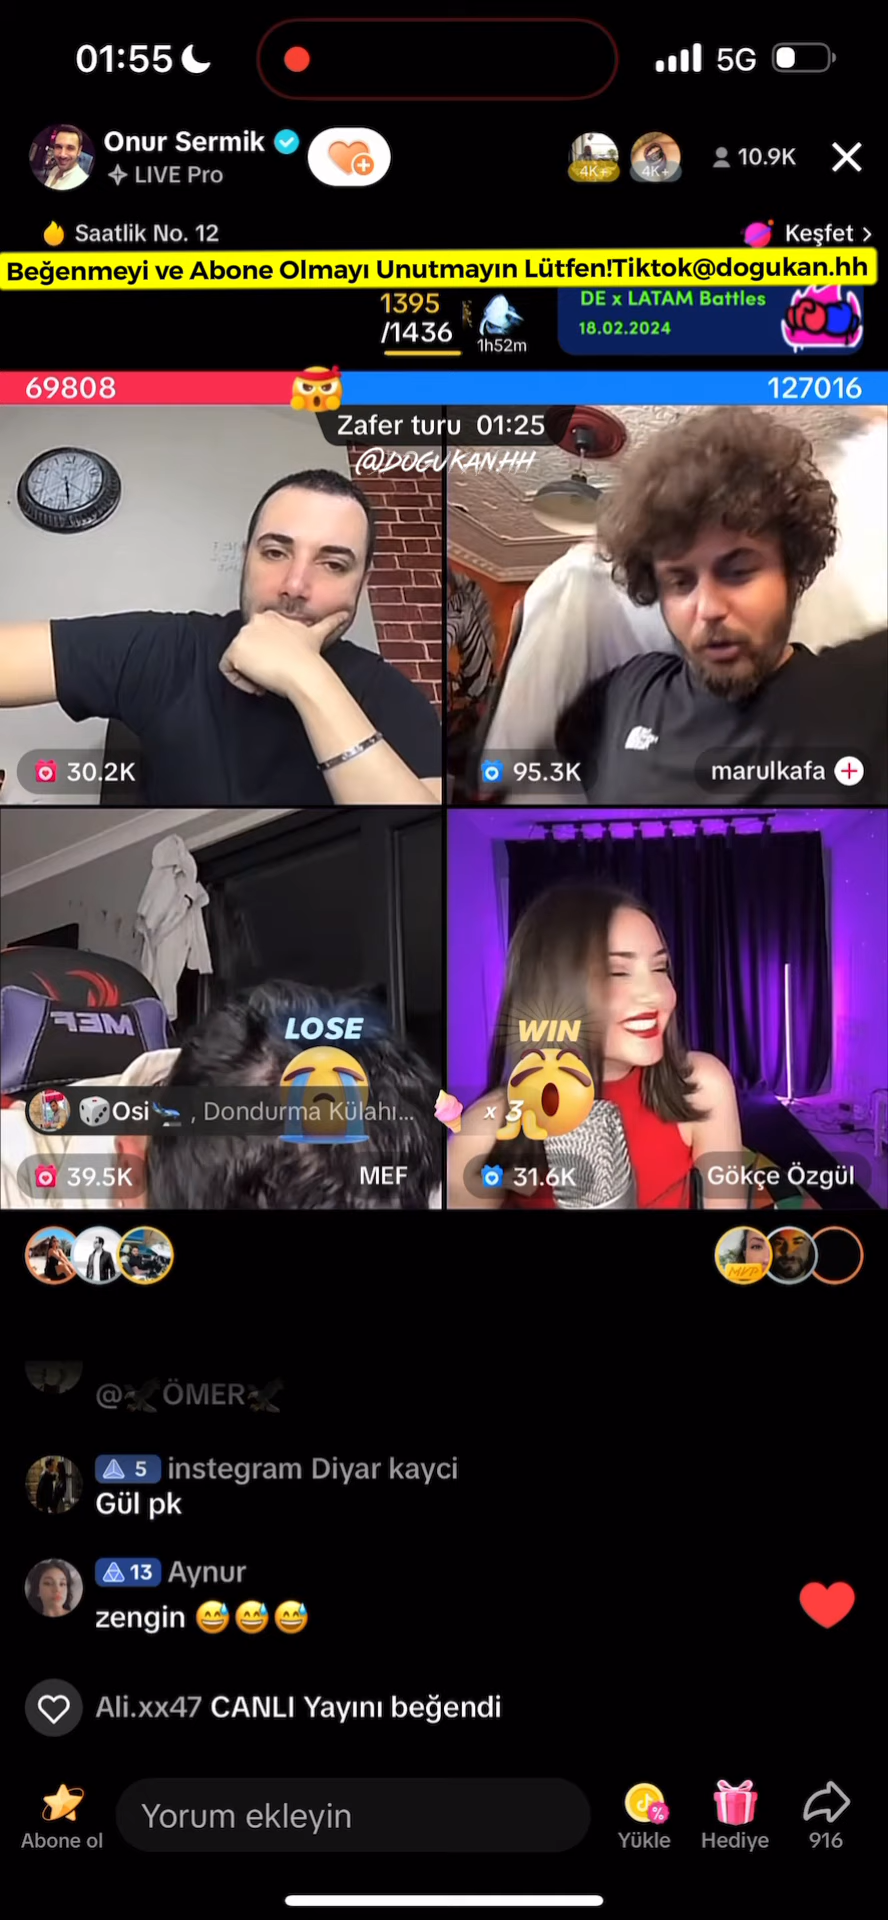 01:55
5G
Onur Sermik
LIVE Pro
4K+
4K+
10.9K
Saatlik No. 12
Keşfet >
Beğenmeyi ve Abone Olmayı Unutmayın Lütfen!Tiktok@dogukan.hh
1395
/1436
1h52m
DE x LATAM Battles
18.02.2024
69808
127016
Zafer turu 01:25
@DOGUKAN.HH
30.2K
95.3K
marulkafa
MEF
LOSE
WIN
Osi , Dondurma Külahı...
x 3
39.5K
MEF
31.6K
Gökçe Özgül
MVP
@🦅ÖMER🦅
5 instegram Diyar kayci
Gül pk
13 Aynur
zengin 😅😅😅
Ali.xx47 CANLI Yayını beğendi
Abone ol
Yorum ekleyin
Yükle
Hediye
916